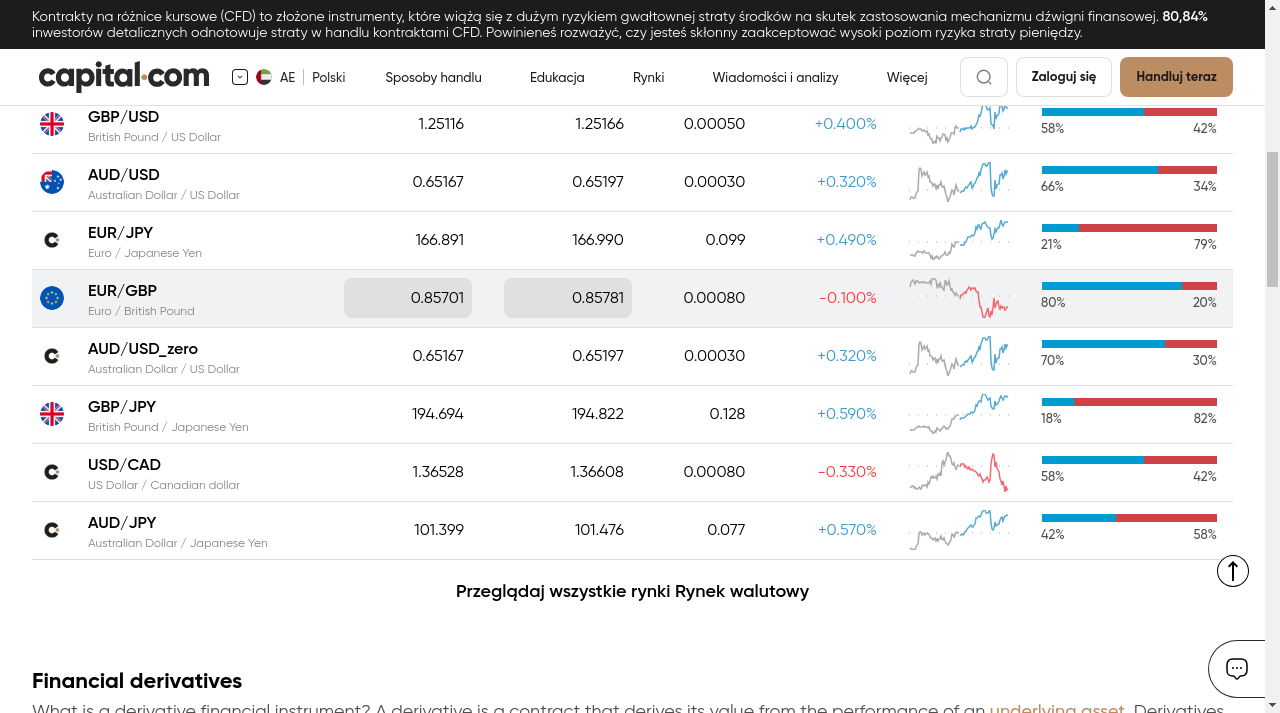 Kontrakty na różnice kursowe (CFD) to złożone instrumenty, które wiążą się z dużym ryzykiem gwałtownej straty środków na skutek zastosowania mechanizmu dźwigni finansowej. 80,84%
inwestorów detalicznych odnotowuje straty w handlu kontraktami CFD. Powinieneś rozważyć, czy jesteś skłonny zaakceptować wysoki poziom ryzyka straty pieniędzy.
capital.com AE Polski Sposoby handlu Edukacja Rynki Wiadomości i analizy Więcej Zaloguj się Handluj teraz
GBP/USD 1.25116 1.25166 0.00050 +0.400%
British Pound / US Dollar 58% 42%
AUD/USD 0.65167 0.65197 0.00030 +0.320%
Australian Dollar / US Dollar 66% 34%
EUR/JPY 166.891 166.990 0.099 +0.490%
Euro / Japanese Yen 21% 79%
EUR/GBP 0.85701 0.85781 0.00080 -0.100%
Euro / British Pound 80% 20%
AUD/USD_zero 0.65167 0.65197 0.00030 +0.320%
Australian Dollar / US Dollar 70% 30%
GBP/JPY 194.694 194.822 0.128 +0.590%
British Pound / Japanese Yen 18% 82%
USD/CAD 1.36528 1.36608 0.00080 -0.330%
US Dollar / Canadian dollar 58% 42%
AUD/JPY 101.399 101.476 0.077 +0.570%
Australian Dollar / Japanese Yen 42% 58%
Przeglądaj wszystkie rynki Rynek walutowy
Financial derivatives
What is a derivative financial instrument? A derivative is a contract that derives its value from the performance of an underlying asset. Derivatives